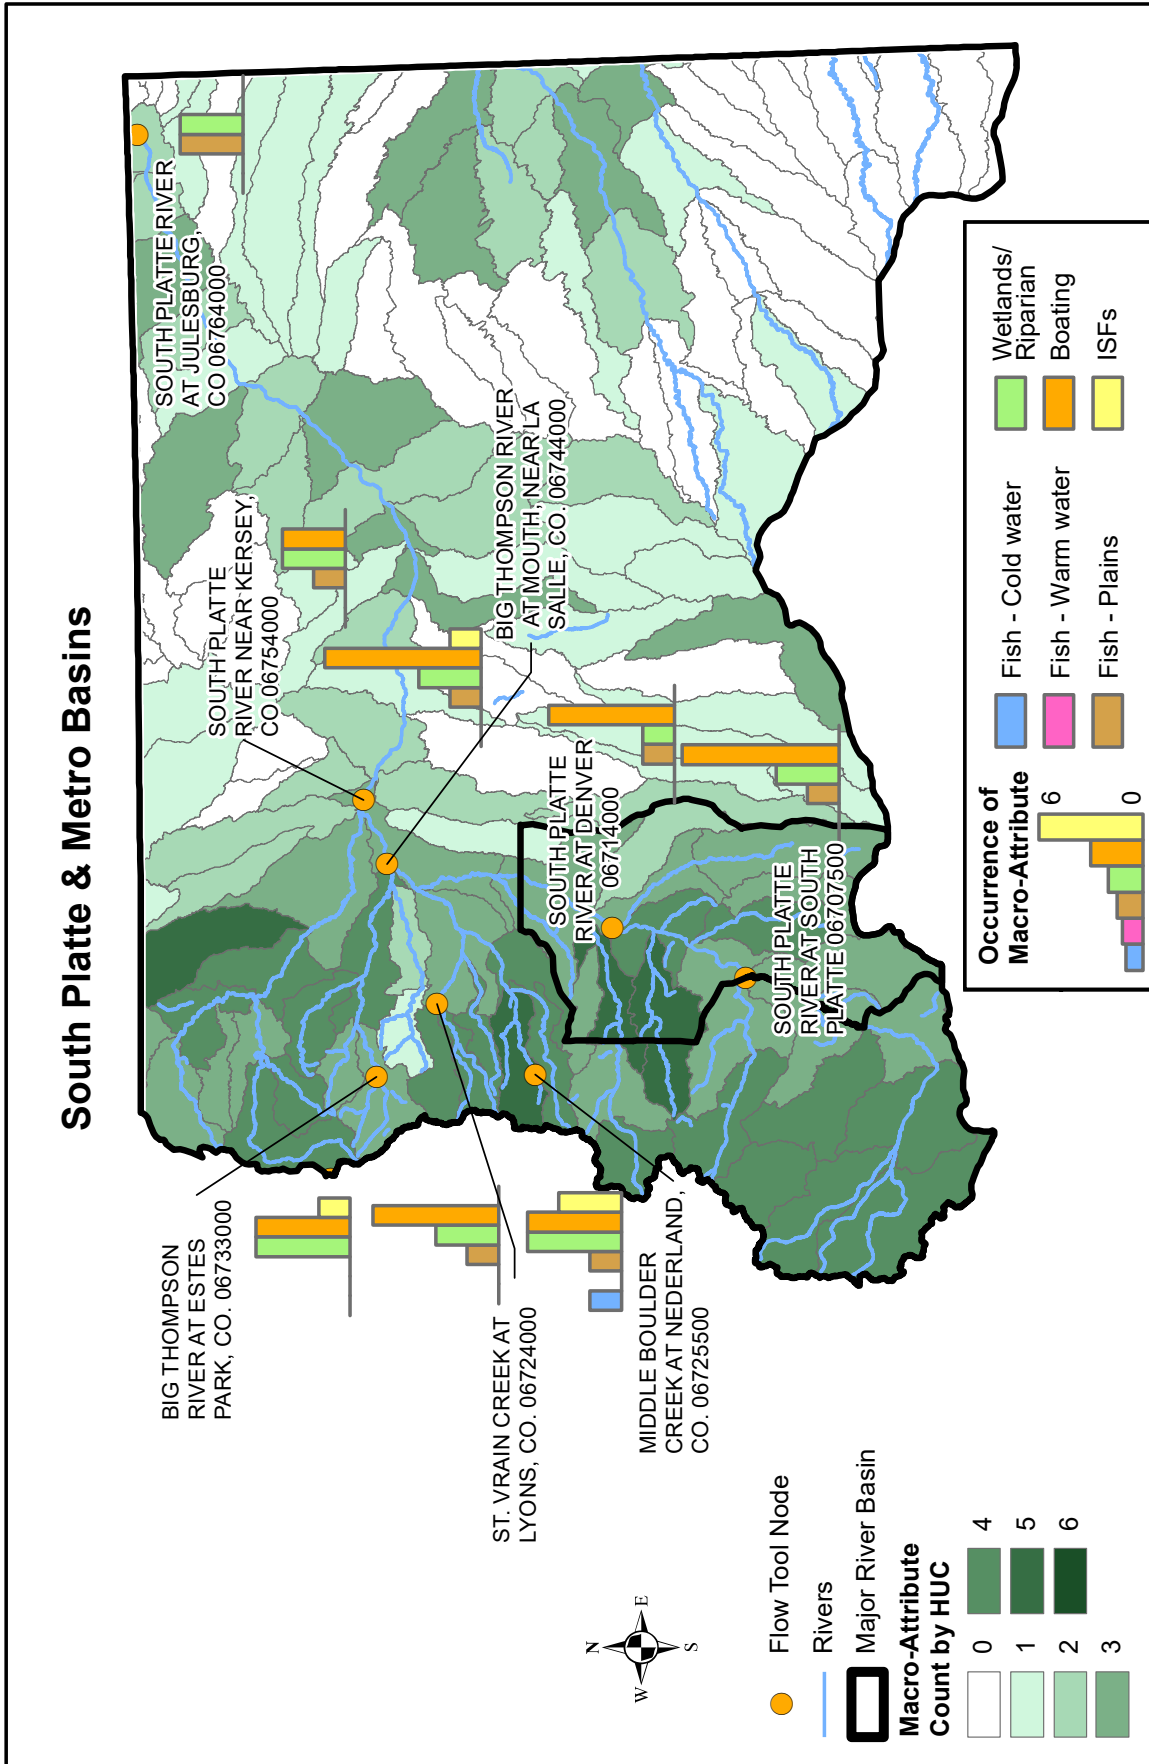 South Platte & Metro Basins
BIG THOMPSON
RIVER AT ESTES
PARK, CO. 06733000
ST. VRAIN CREEK AT
LYONS, CO. 06724000
MIDDLE BOULDER
CREEK AT NEDERLAND,
CO. 06725500
SOUTH PLATTE
RIVER NEAR KERSEY,
CO 06754000
SOUTH PLATTE RIVER
AT JULESBURG,
CO 06764000
BIG THOMPSON RIVER
AT MOUTH, NEAR LA
SALLE, CO. 06744000
SOUTH PLATTE
RIVER AT DENVER
06714000
SOUTH PLATTE
RIVER AT SOUTH
PLATTE 06707500
N
W
E
S
Flow Tool Node
Rivers
Major River Basin
Macro-Attribute
Count by HUC
0
1
2
3
4
5
6
Occurrence of
Macro-Attribute
6
0
Fish - Cold water
Fish - Warm water
Fish - Plains
Wetlands/
Riparian
Boating
ISFs